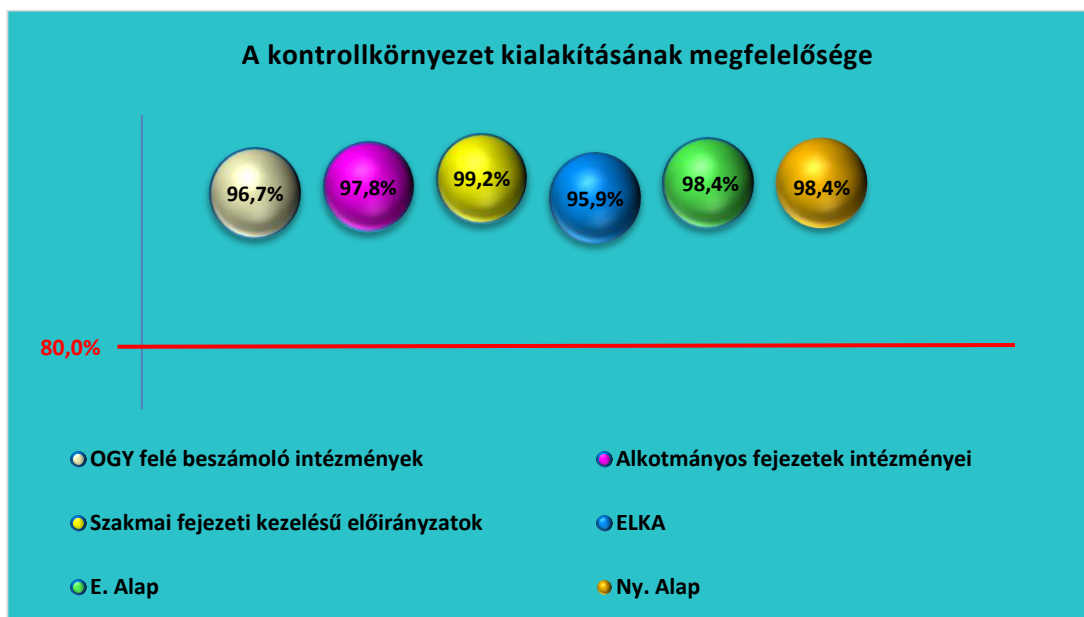 A kontrollkörnyezet kialakításának megfelelősége
96,7%
97,8%
99,2%
95,9%
98,4%
98,4%
80,0%
OGY felé beszámoló intézmények
Alkotmányos fejezetek intézményei
Szakmai fejezeti kezelésű előirányzatok
ELKA
E. Alap
Ny. Alap